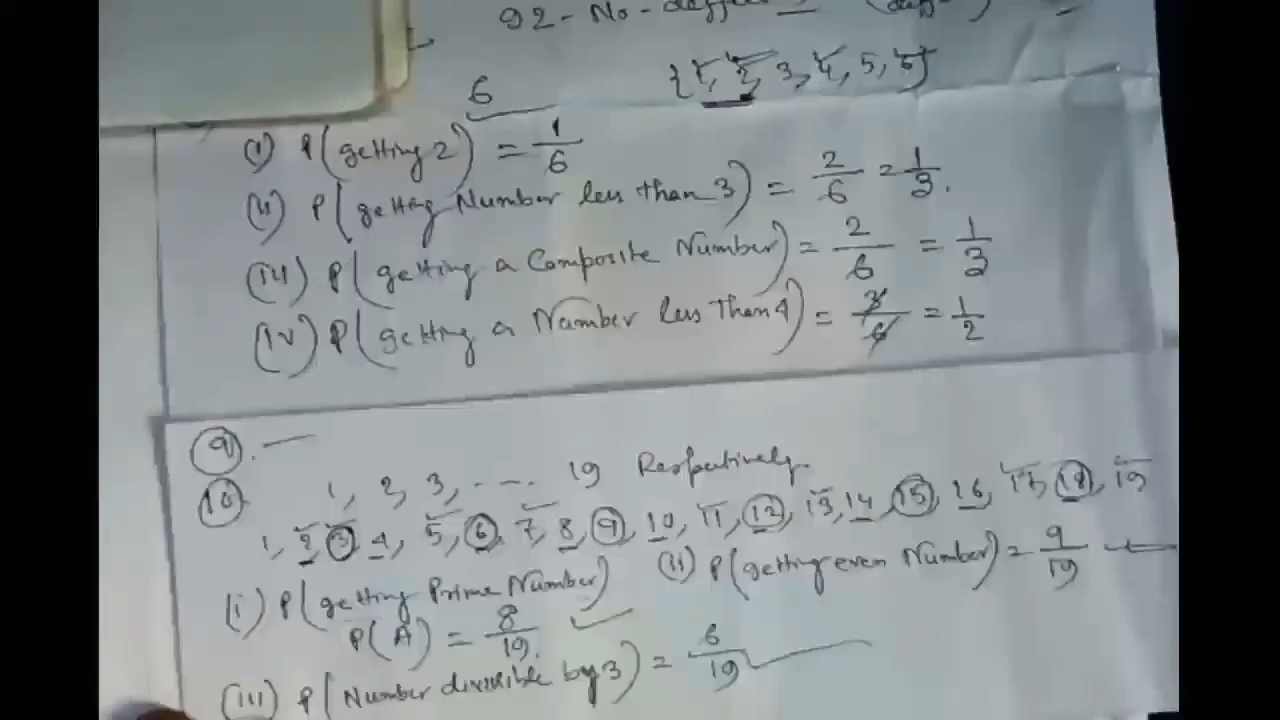 92 - No -
6 {1, 2, 3, 4, 5, 6}
(i) P(getting 2) = 1/6
(ii) P(getting Number less than 3) = 2/6 = 1/3.
(iii) P(getting a Composite Number) = 2/6 = 1/3
(iv) P(getting a Number less than 4) = 3/6 = 1/2
9. —
10. 1, 2, 3, .... 19 Respectively.
1, 2, 3, 4, 5, 6, 7, 8, 9, 10, 11, 12, 13, 14, 15, 16, 17, 18, 19
(i) P(getting Prime Number) (ii) P(getting even Number) = 9/19
P(A) = 8/19.
(iii) P(Number divisible by 3) = 6/19